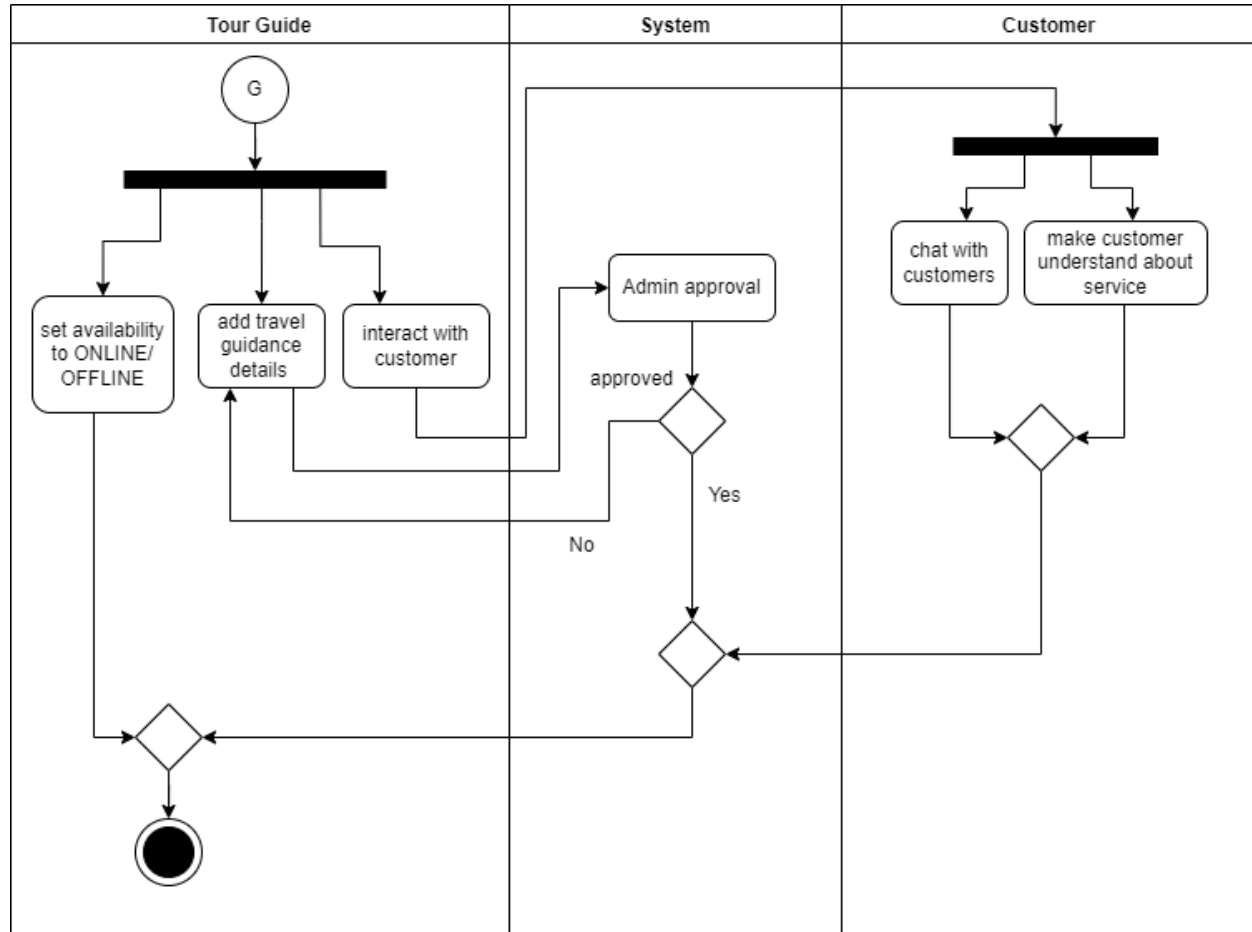 Tour Guide
System
Customer
G
set availability
to ONLINE/
OFFLINE
add travel
guidance
details
interact with
customer
Admin approval
approved
Yes
No
chat with
customers
make customer
understand about
service